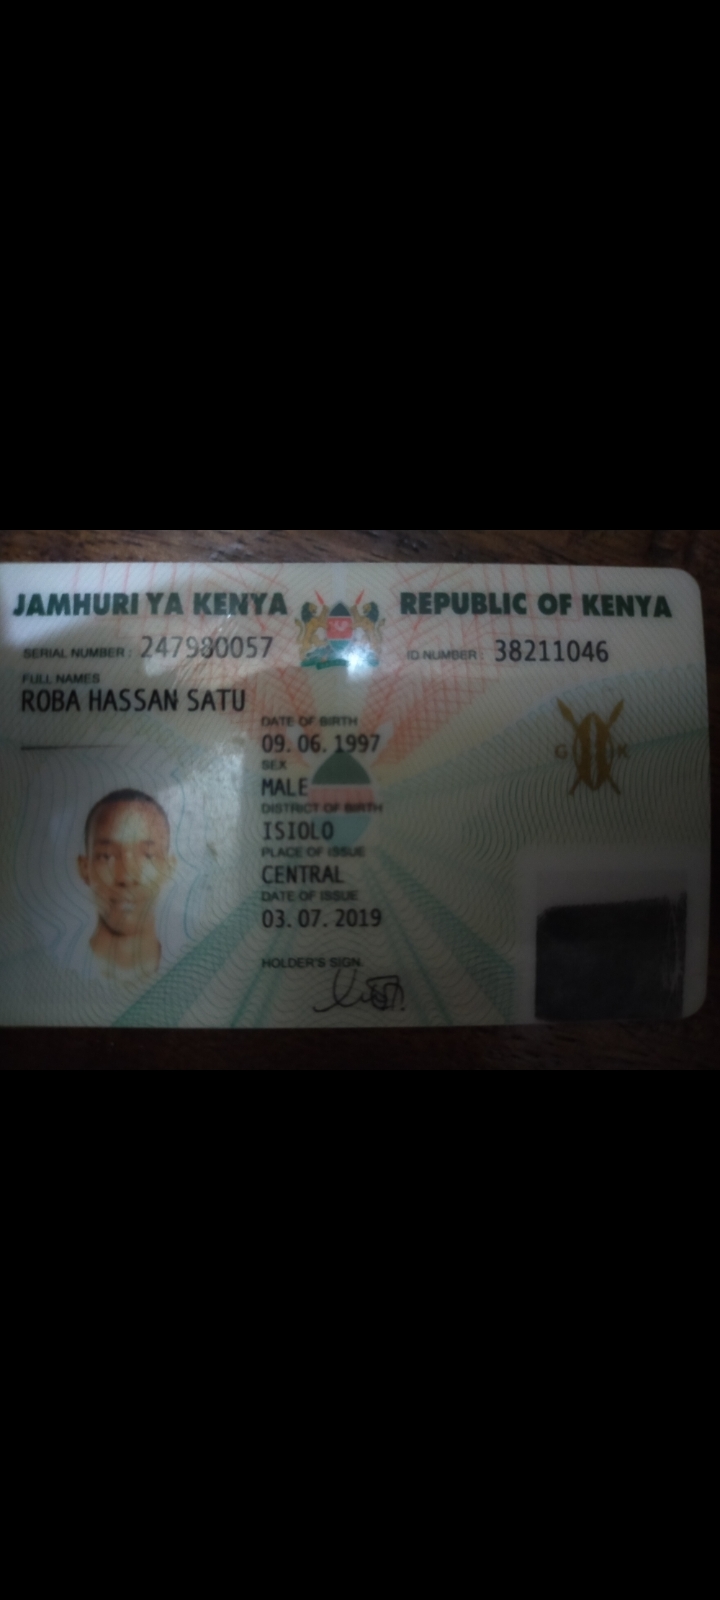 JAMHURI YA KENYA REPUBLIC OF KENYA
SERIAL NUMBER: 247980057 ID NUMBER: 38211046
FULL NAMES
ROBA HASSAN SATU
DATE OF BIRTH
09.06.1997
SEX
MALE
DISTRICT OF BIRTH
ISIOLO
PLACE OF ISSUE
CENTRAL
DATE OF ISSUE
03.07.2019
HOLDER'S SIGN.
G K